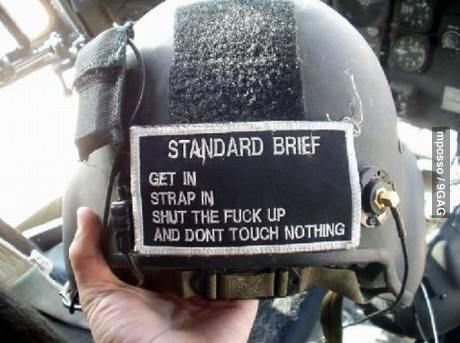 STANDARD BRIEF
GET IN
STRAP IN
SHUT THE FUCK UP
AND DONT TOUCH NOTHING
mposso / 9GAG